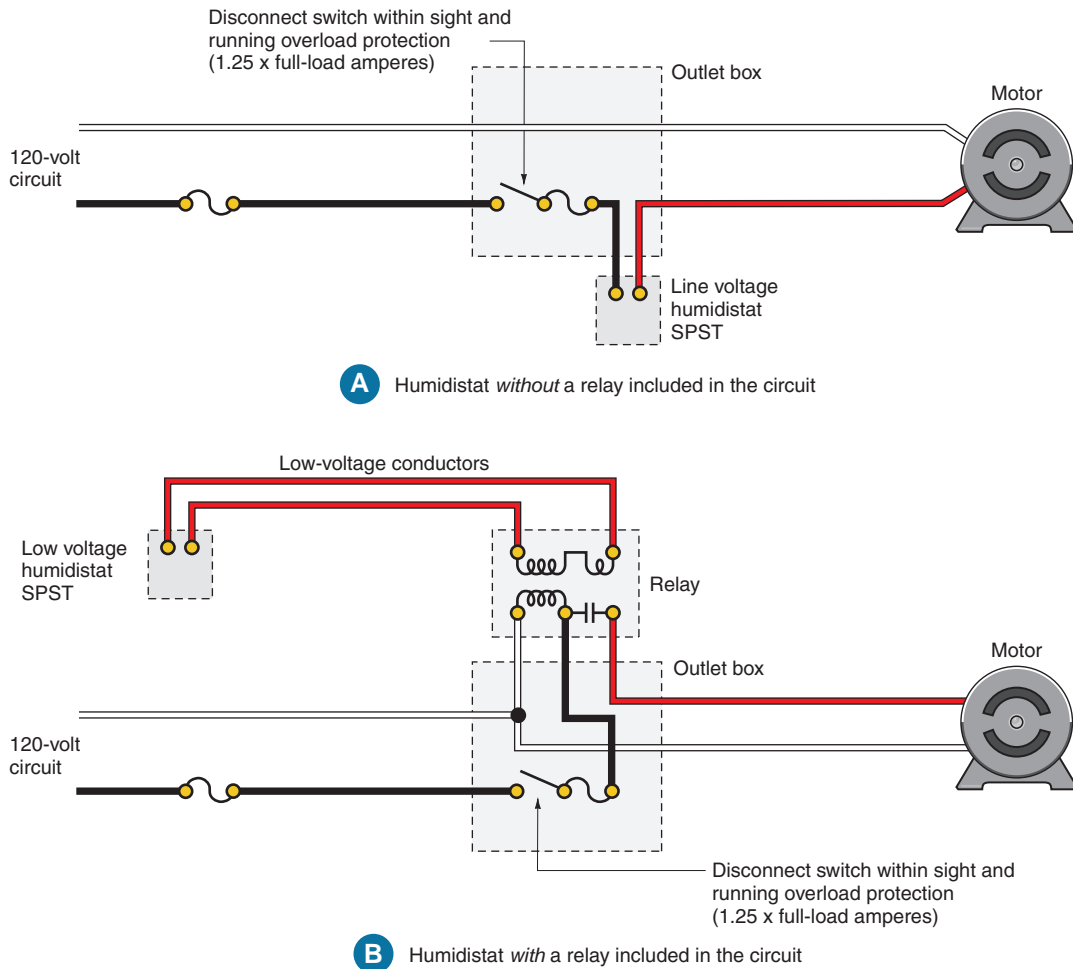 Disconnect switch within sight and
running overload protection
(1.25 x full-load amperes)
Outlet box
Motor
120-volt
circuit
Line voltage
humidistat
SPST
A Humidistat without a relay included in the circuit
Low-voltage conductors
Low voltage
humidistat
SPST
Relay
Outlet box
Motor
120-volt
circuit
Disconnect switch within sight and
running overload protection
(1.25 x full-load amperes)
B Humidistat with a relay included in the circuit